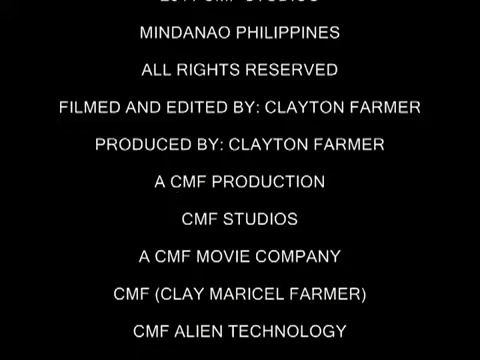 MINDANAO PHILIPPINES
ALL RIGHTS RESERVED
FILMED AND EDITED BY: CLAYTON FARMER
PRODUCED BY: CLAYTON FARMER
A CMF PRODUCTION
CMF STUDIOS
A CMF MOVIE COMPANY
CMF (CLAY MARICEL FARMER)
CMF ALIEN TECHNOLOGY